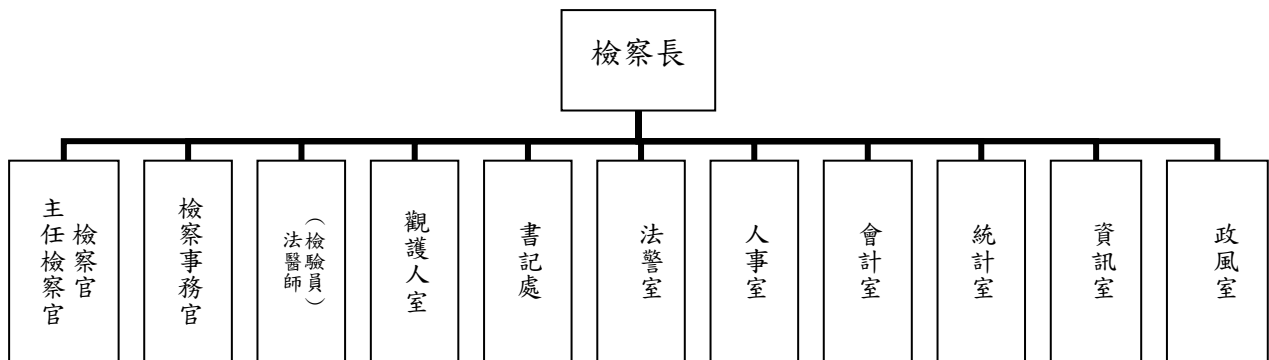 檢察長
主任檢察官
檢察官
檢察事務官
法醫師
（檢驗員）
觀護人室
書記處
法警室
人事室
會計室
統計室
資訊室
政風室